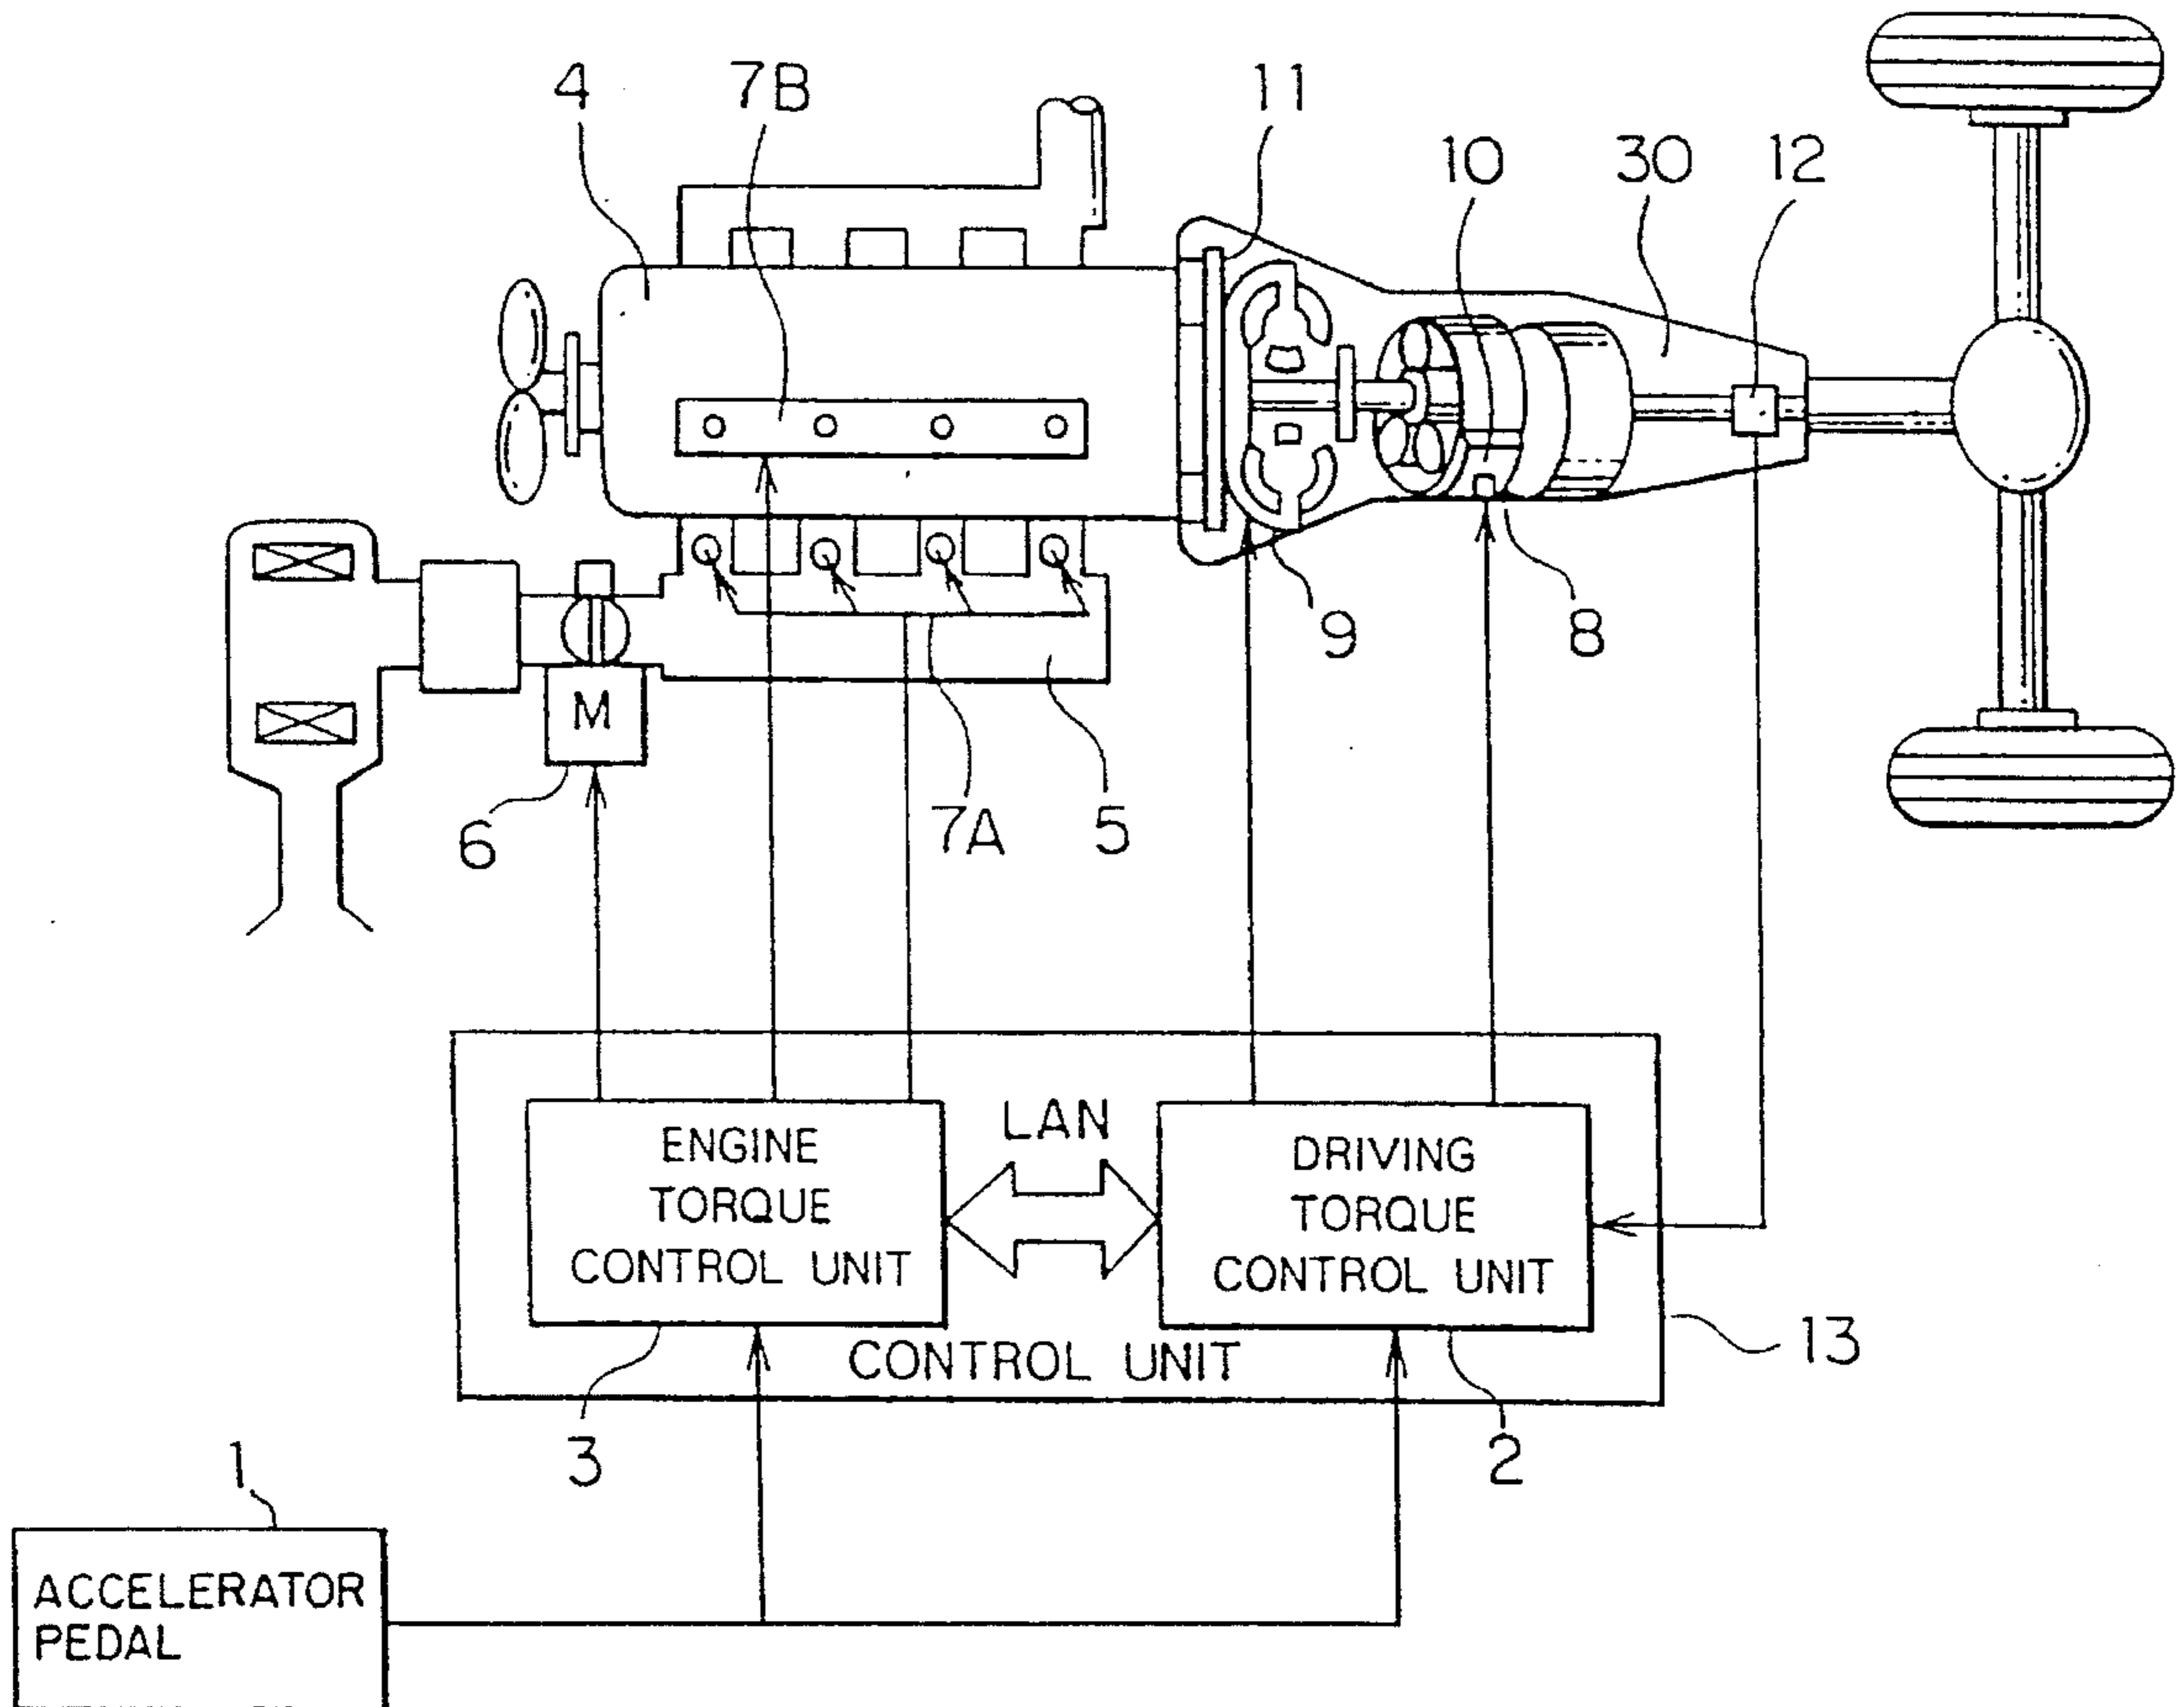 4
7B
11
10
30
12
9
8
M
6
7A
5
LAN
ENGINE
TORQUE
CONTROL UNIT
DRIVING
TORQUE
CONTROL UNIT
CONTROL UNIT
13
3
2
1
ACCELERATOR
PEDAL